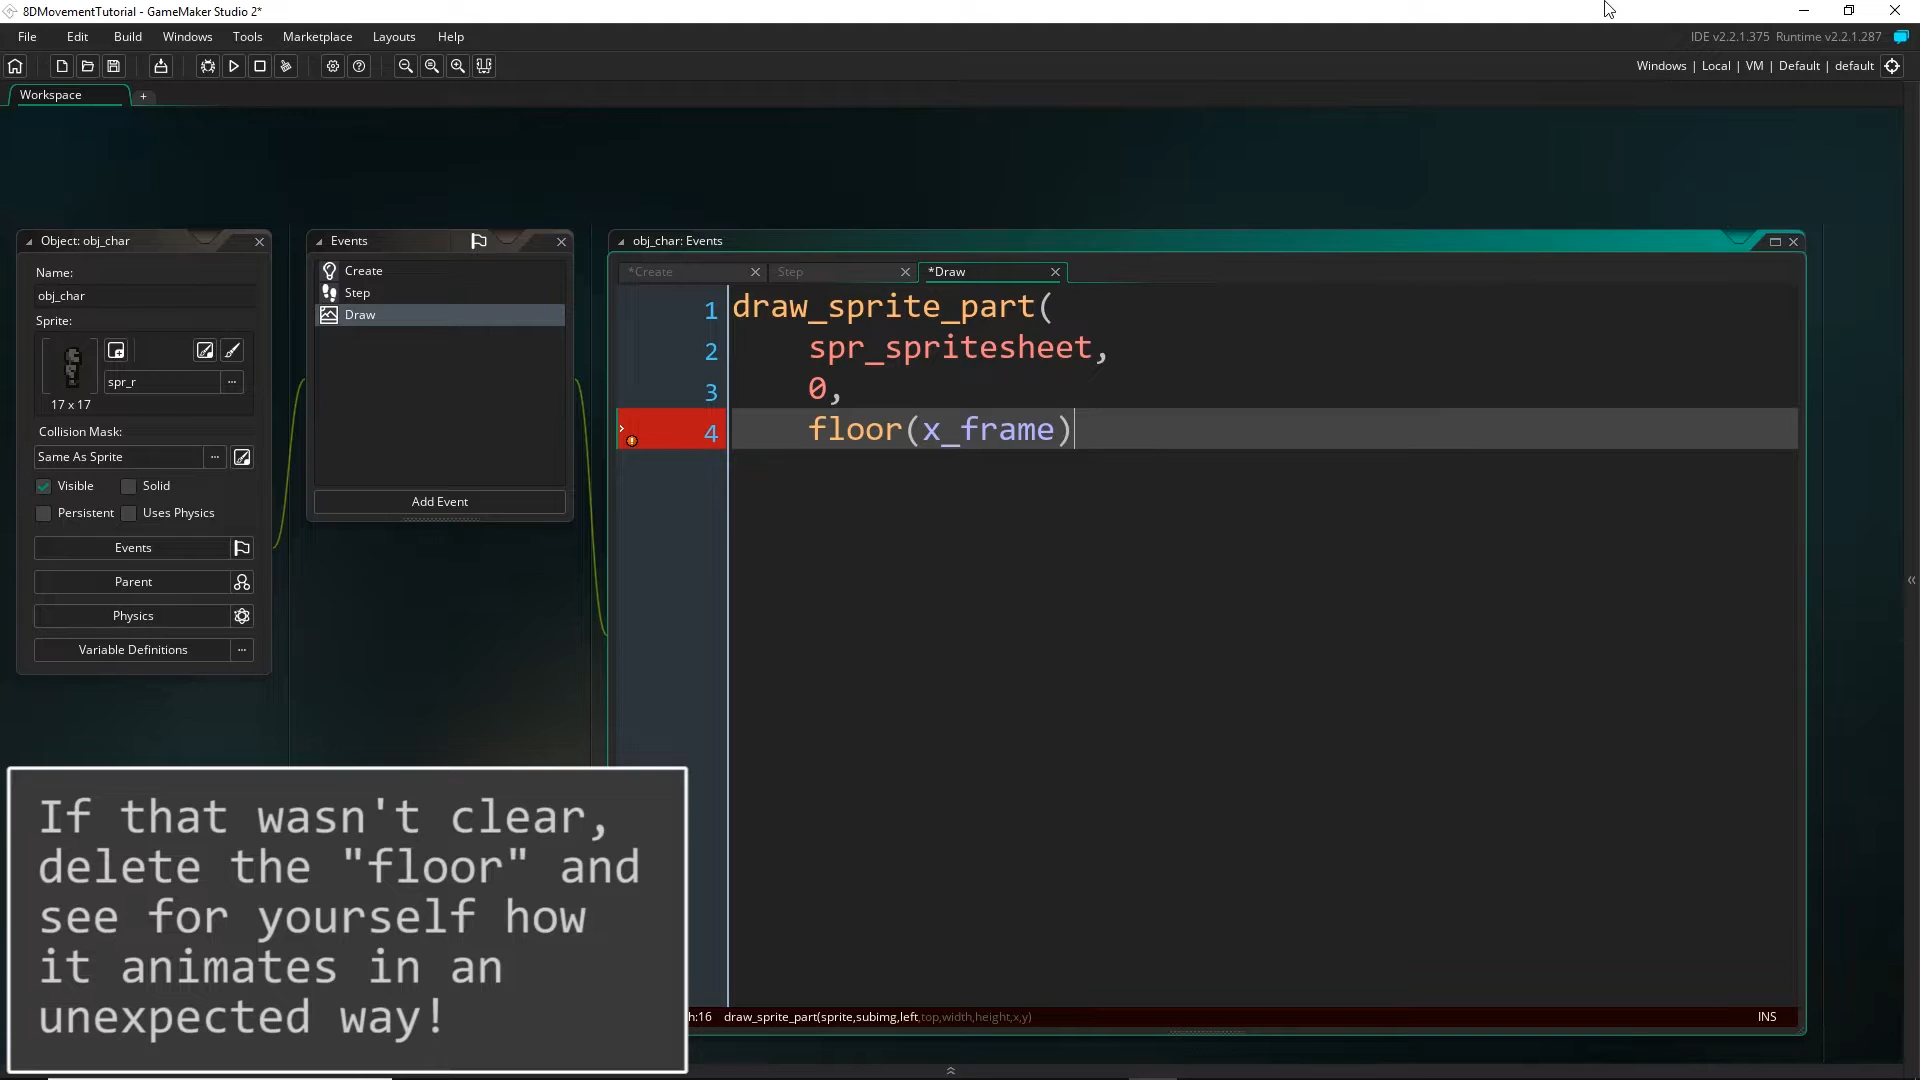 8DMovementTutorial - GameMaker Studio 2*
File Edit Build Windows Tools Marketplace Layouts Help
IDE v2.2.1.375 Runtime v2.2.1.287
Windows | Local | VM | Default | default
Workspace
+
Object: obj_char
Name:
obj_char
Sprite:
spr_r
...
17 x 17
Collision Mask:
Same As Sprite
...
Visible Solid
Persistent Uses Physics
Events
Parent
Physics
Variable Definitions
...
Events
Create
Step
Draw
Add Event
obj_char: Events
*Create Step *Draw
1 draw_sprite_part(
2 spr_spritesheet,
3 0,
4 floor(x_frame)
h:16 draw_sprite_part(sprite,subimg,left,top,width,height,x,y) INS
If that wasn't clear,
delete the "floor" and
see for yourself how
it animates in an
unexpected way!